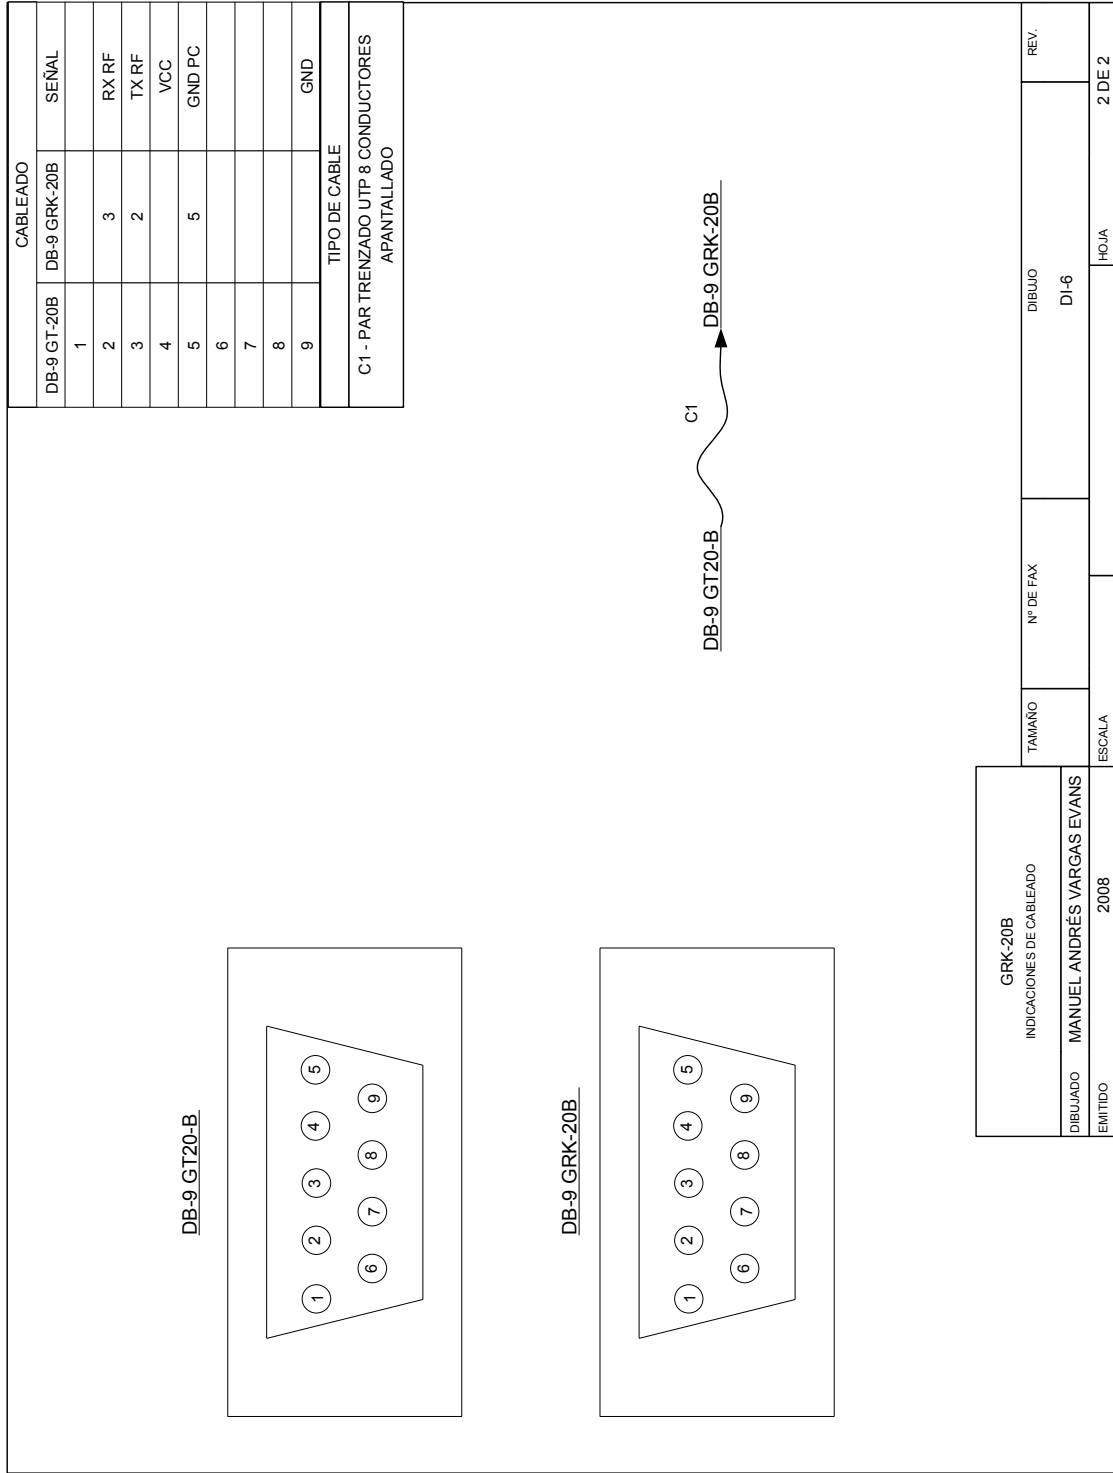 DB-9 GT20-B
1 2 3 4 5
6 7 8 9
DB-9 GRK-20B
1 2 3 4 5
6 7 8 9
CABLEADO
DB-9 GT-20B DB-9 GRK-20B SEÑAL
1
2 3 RX RF
3 2 TX RF
4 VCC
5 5 GND PC
6
7
8
9 GND
TIPO DE CABLE
C1 - PAR TRENZADO UTP 8 CONDUCTORES
APANTALLADO
C1
DB-9 GT20-B DB-9 GRK-20B
GRK-20B
INDICACIONES DE CABLEADO
TAMAÑO Nº DE FAX DIBUJO REV.
DIBUJADO MANUEL ANDRÉS VARGAS EVANS DI-6
EMITIDO 2008 ESCALA HOJA 2 DE 2